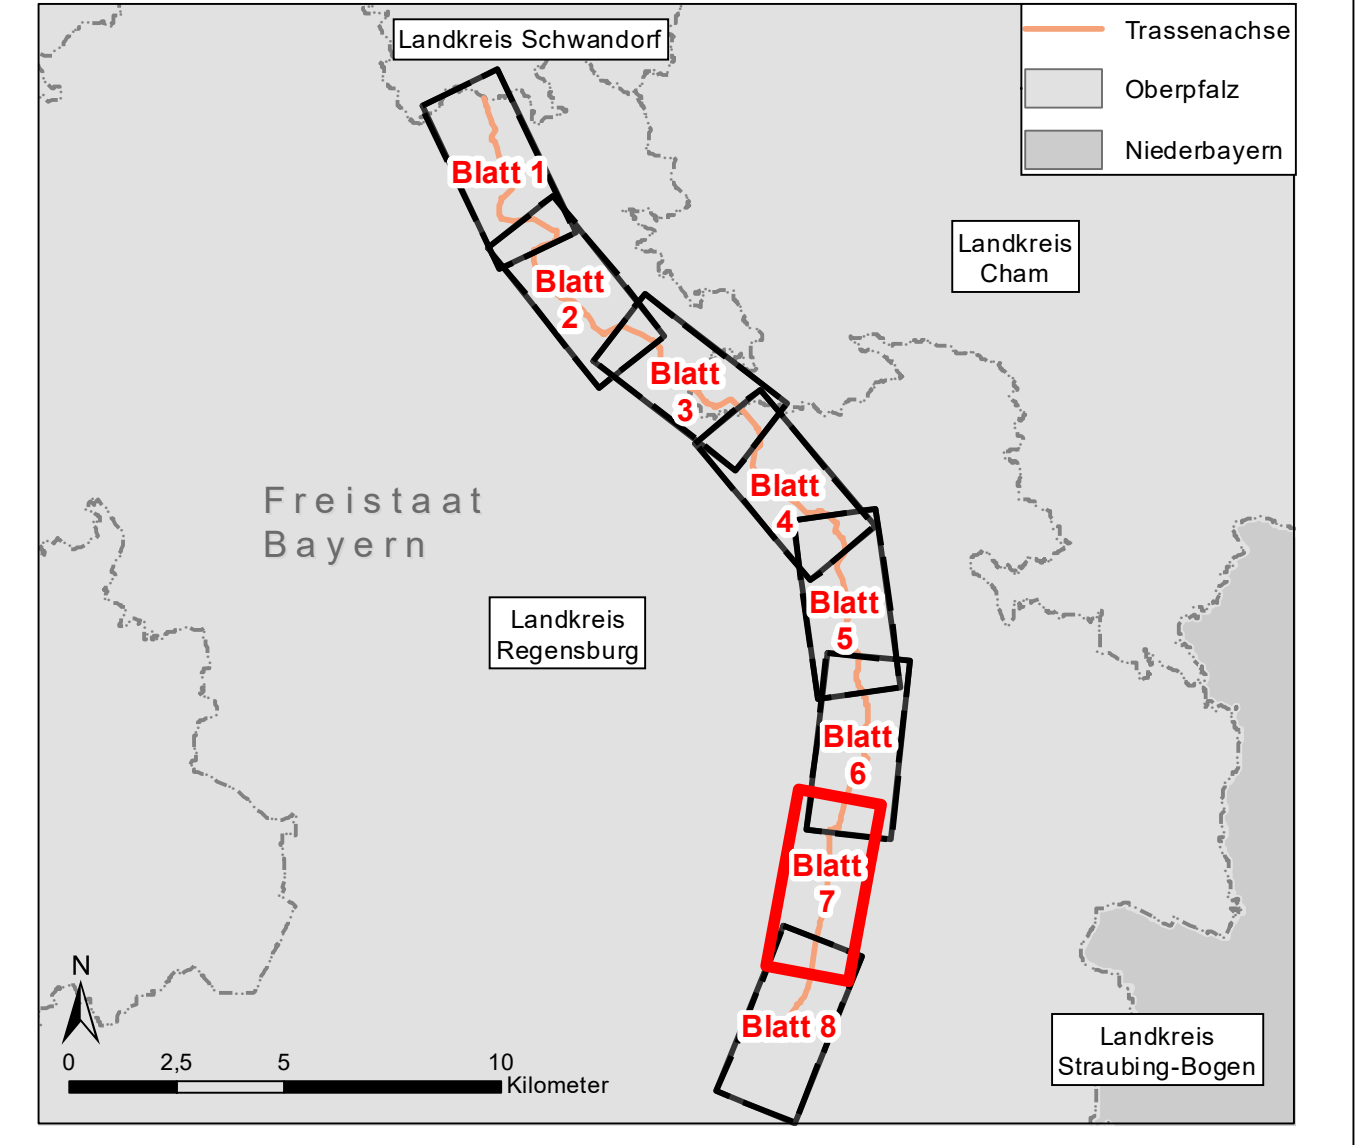 Landkreis Schwandorf
Trassenachse
Oberpfalz
Niederbayern
Blatt 1
Landkreis
Cham
Blatt
2
Blatt
3
Freistaat
Bayern
Blatt
4
Landkreis
Regensburg
Blatt
5
Blatt
6
Blatt
7
N
Blatt 8
Landkreis
Straubing-Bogen
0 2,5 5 10
Kilometer